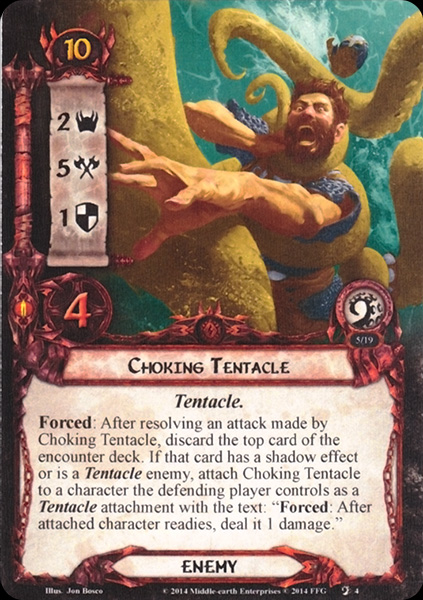 10
2
5
1
4
5/19
CHOKING TENTACLE
Tentacle.
Forced: After resolving an attack made by
Choking Tentacle, discard the top card of the
encounter deck. If that card has a shadow effect
or is a Tentacle enemy, attach Choking Tentacle
to a character the defending player controls as a
Tentacle attachment with the text: “Forced: After
attached character readies, deal it 1 damage.”
ENEMY
Illus. Jon Bosco © 2014 Middle-earth Enterprises © 2014 FFG 4